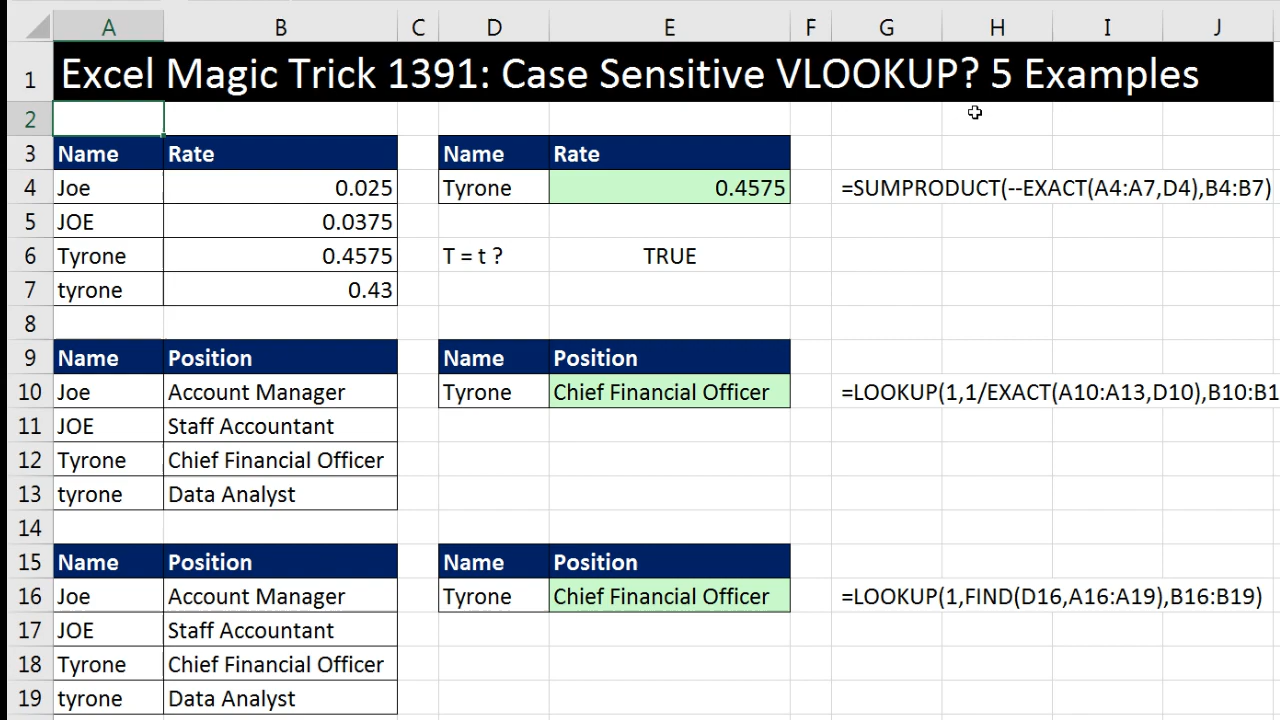 A B C D E F G H I J
1 Excel Magic Trick 1391: Case Sensitive VLOOKUP? 5 Examples
2
3 Name Rate Name Rate
4 Joe 0.025 Tyrone 0.4575 =SUMPRODUCT(--EXACT(A4:A7,D4),B4:B7)
5 JOE 0.0375
6 Tyrone 0.4575 T = t ? TRUE
7 tyrone 0.43
8
9 Name Position Name Position
10 Joe Account Manager Tyrone Chief Financial Officer =LOOKUP(1,1/EXACT(A10:A13,D10),B10:B1
11 JOE Staff Accountant
12 Tyrone Chief Financial Officer
13 tyrone Data Analyst
14
15 Name Position Name Position
16 Joe Account Manager Tyrone Chief Financial Officer =LOOKUP(1,FIND(D16,A16:A19),B16:B19)
17 JOE Staff Accountant
18 Tyrone Chief Financial Officer
19 tyrone Data Analyst